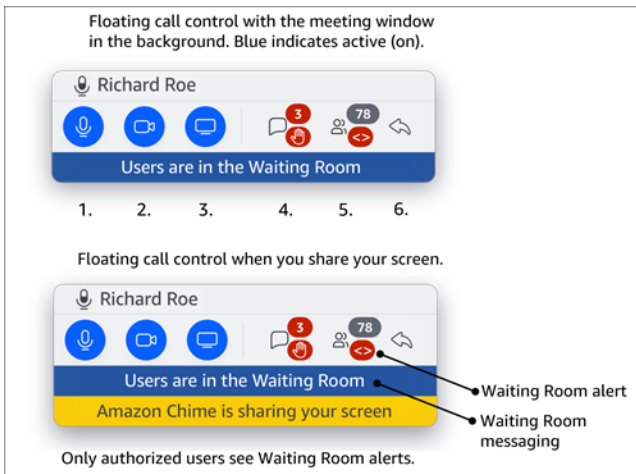 Floating call control with the meeting window
in the background. Blue indicates active (on).
Richard Roe
3
78
<>
Users are in the Waiting Room
1. 2. 3. 4. 5. 6.
Floating call control when you share your screen.
Richard Roe
3
78
<>
Users are in the Waiting Room
Amazon Chime is sharing your screen
Waiting Room alert
Waiting Room
messaging
Only authorized users see Waiting Room alerts.